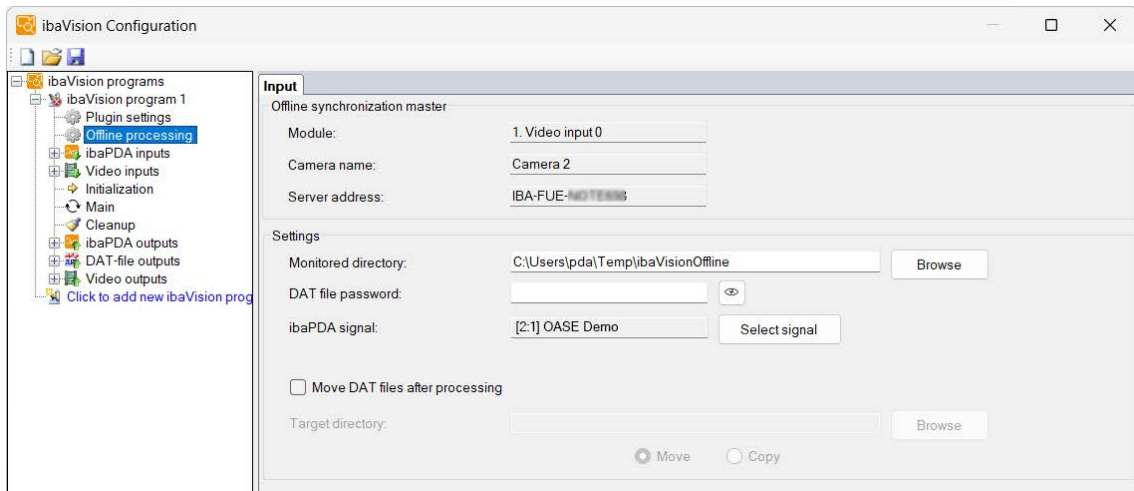 ibaVision Configuration
ibaVision programs
ibaVision program 1
Plugin settings
Offline processing
ibaPDA inputs
Video inputs
Initialization
Main
Cleanup
ibaPDA outputs
DAT-file outputs
Video outputs
Click to add new ibaVision prog
Input
Offline synchronization master
Module: 1. Video input 0
Camera name: Camera 2
Server address: IBA-FUE-
Settings
Monitored directory: C:\Users\pda\Temp\ibaVisionOffline Browse
DAT file password:
ibaPDA signal: [2:1] OASE Demo Select signal
Move DAT files after processing
Target directory: Browse
Move Copy